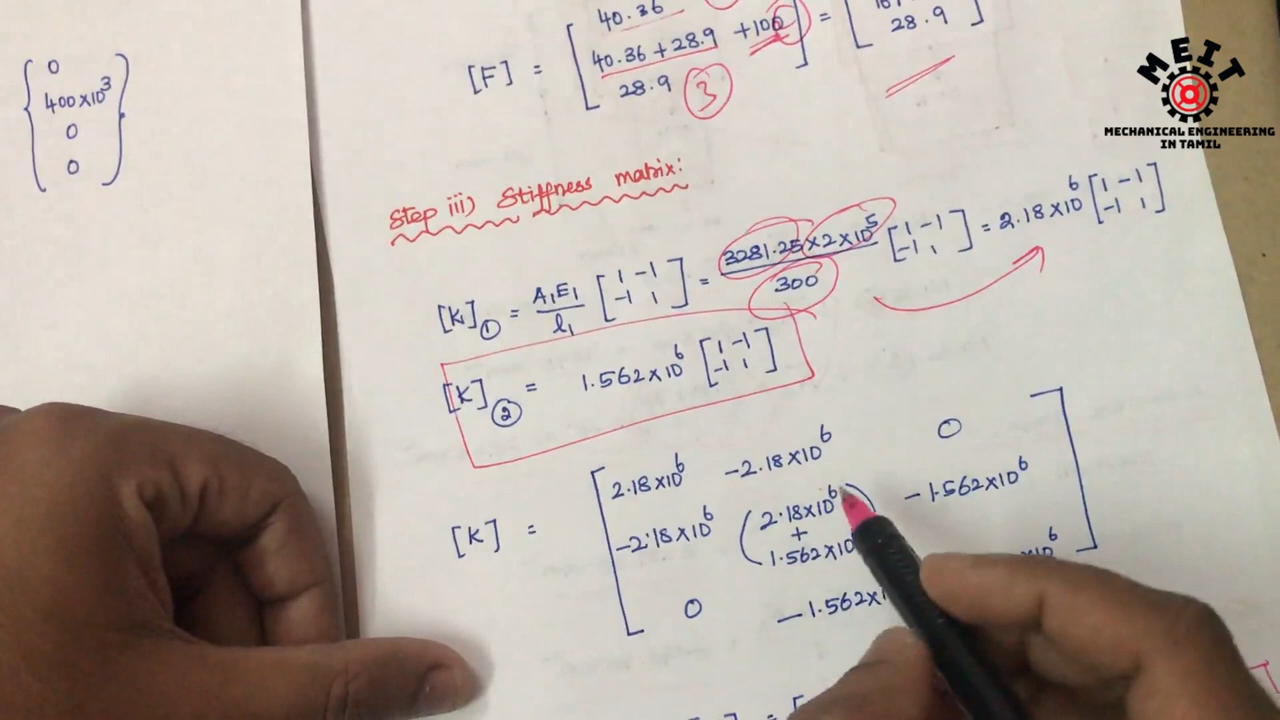 0
400×10³
0
0
40.36
[F] = 40.36 + 28.9 + 100 =
28.9 ③
28.9
MEIT
MECHANICAL ENGINEERING
IN TAMIL
Step iii) Stiffness matrix:
[K]① = A₁E₁/l₁ [1 -1; -1 1] = 3281.25 × 2 × 10⁵/300 [1 -1; -1 1] = 2.18 × 10⁶ [1 -1; -1 1]
[K]② = 1.562 × 10⁶ [1 -1; -1 1]
2.18×10⁶ -2.18×10⁶ 0
[K] = -2.18×10⁶ (2.18×10⁶ + 1.562×10 -1.562×10⁶
0 -1.562×1
×10⁶